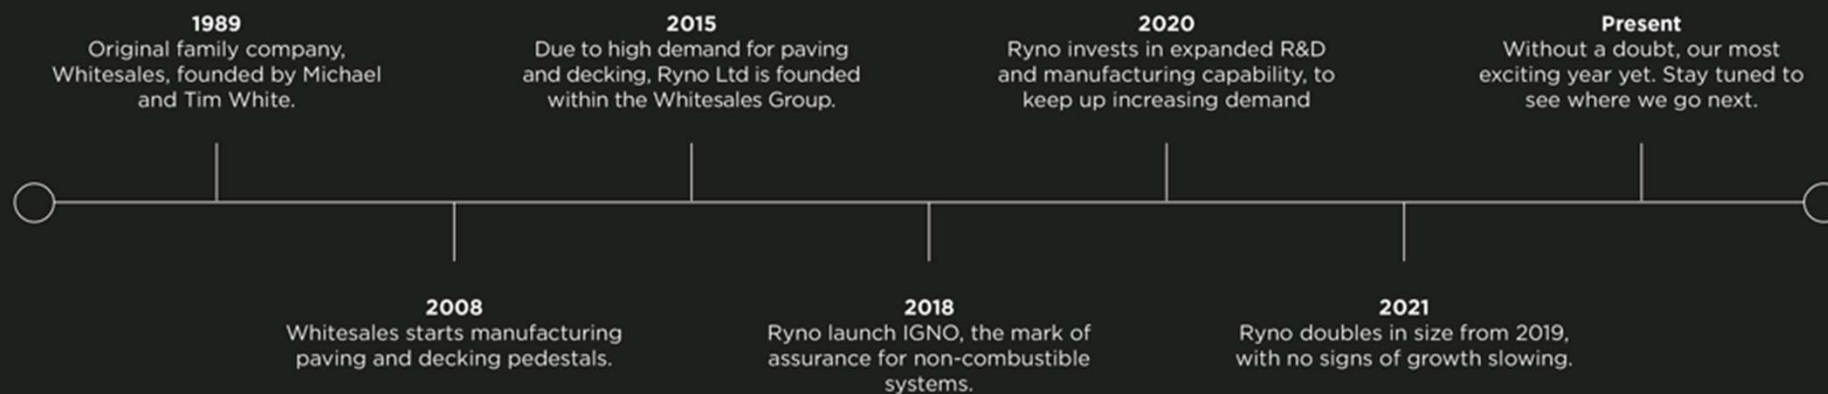 1989
Original family company,
Whitesales, founded by Michael
and Tim White.
2008
Whitesales starts manufacturing
paving and decking pedestals.
2015
Due to high demand for paving
and decking, Ryno Ltd is founded
within the Whitesales Group.
2018
Ryno launch IGNO, the mark of
assurance for non-combustible
systems.
2020
Ryno invests in expanded R&D
and manufacturing capability, to
keep up increasing demand
2021
Ryno doubles in size from 2019,
with no signs of growth slowing.
Present
Without a doubt, our most
exciting year yet. Stay tuned to
see where we go next.